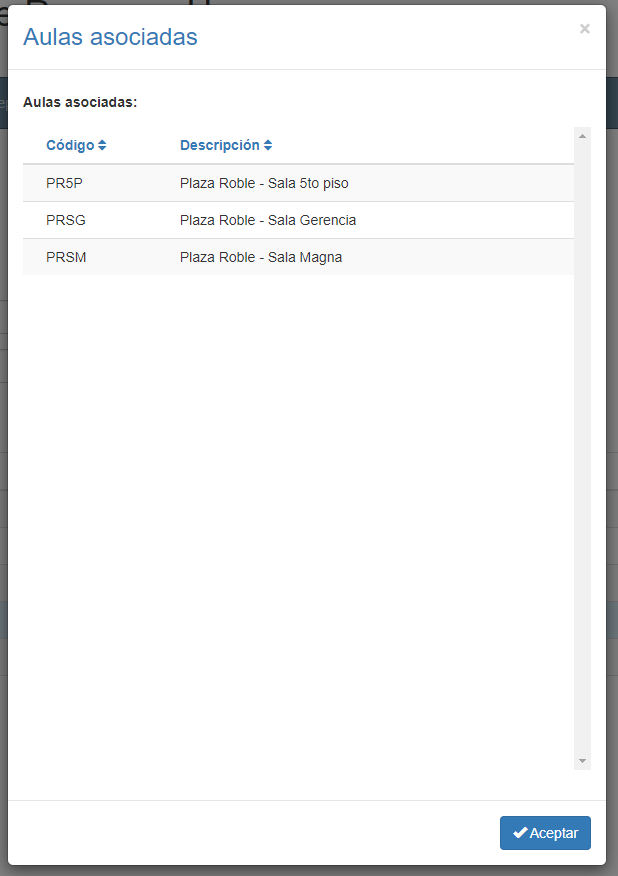 Aulas asociadas
×
Aulas asociadas:
Código Descripción
PR5P Plaza Roble - Sala 5to piso
PRSG Plaza Roble - Sala Gerencia
PRSM Plaza Roble - Sala Magna
Aceptar